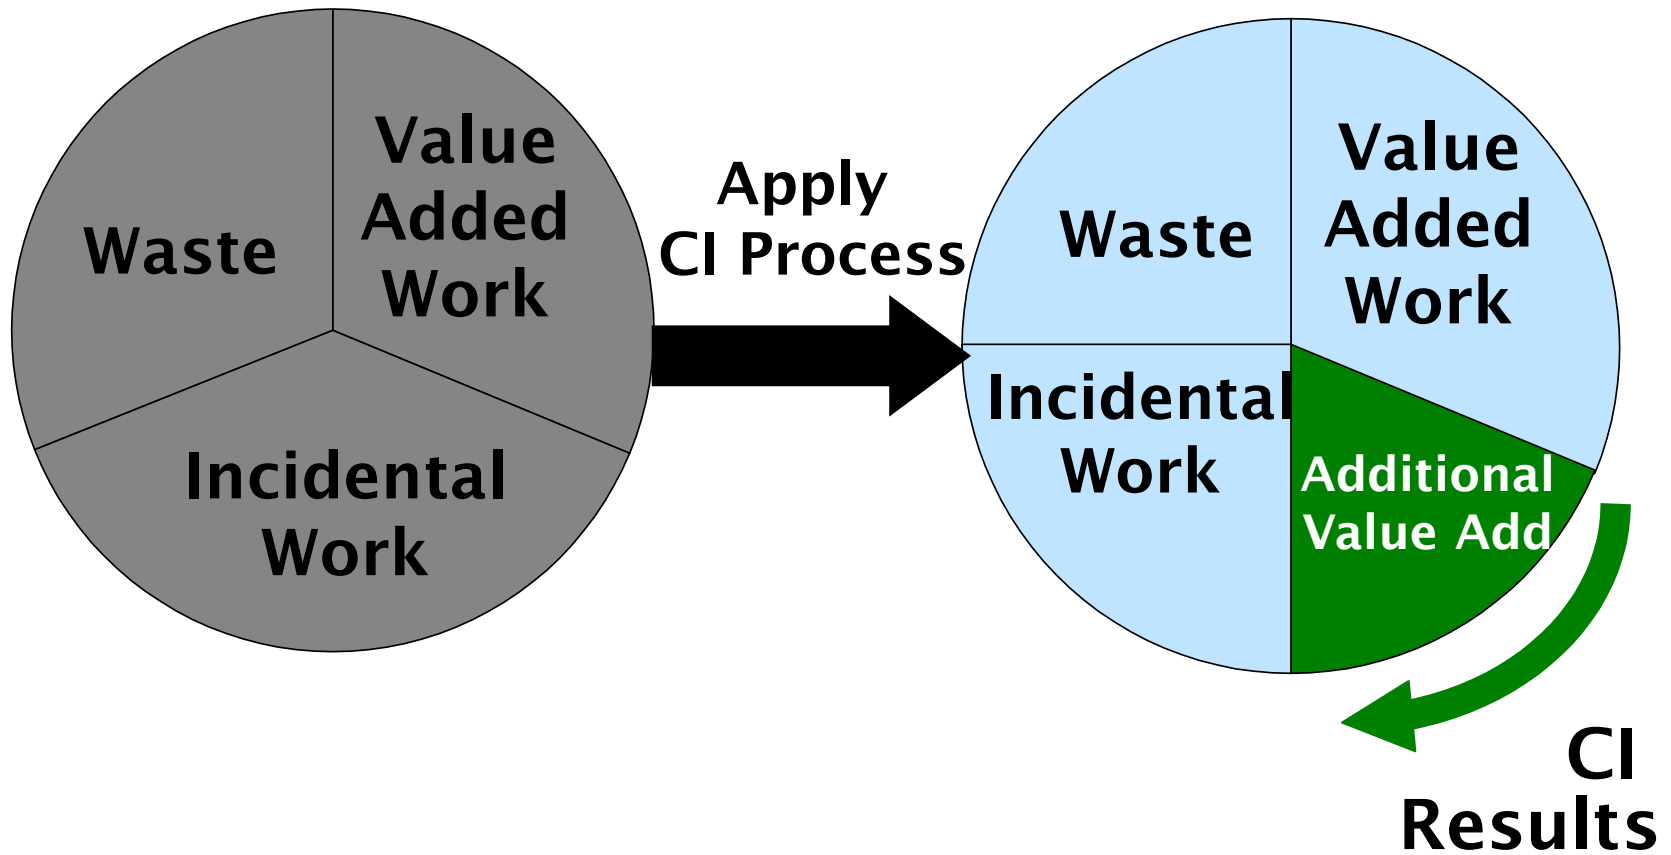 Waste
Value
Added
Work
Incidental
Work
Apply
CI Process
Waste
Value
Added
Work
Incidental
Work
Additional
Value Add
CI
Results